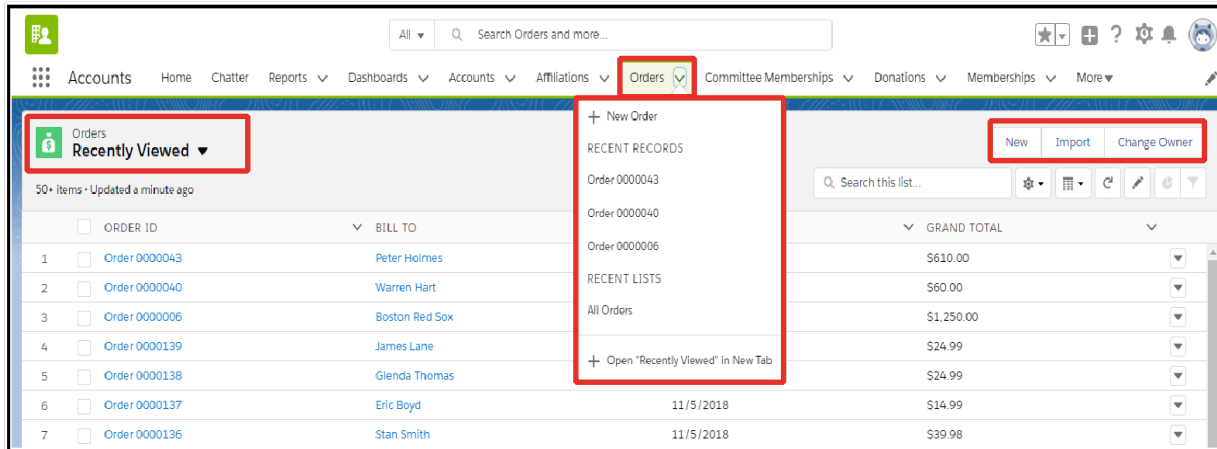 All Search Orders and more...
Accounts Home Chatter Reports Dashboards Accounts Affiliations Orders Committee Memberships Donations Memberships More
Orders
Recently Viewed
50+ items • Updated a minute ago
New Import Change Owner
Search this list...
+ New Order
RECENT RECORDS
Order 0000043
Order 0000040
Order 0000006
RECENT LISTS
All Orders
+ Open "Recently Viewed" in New Tab
ORDER ID BILL TO GRAND TOTAL
1 Order 0000043 Peter Holmes $610.00
2 Order 0000040 Warren Hart $60.00
3 Order 0000006 Boston Red Sox $1,250.00
4 Order 0000139 James Lane $24.99
5 Order 0000138 Glenda Thomas $24.99
6 Order 0000137 Eric Boyd 11/5/2018 $14.99
7 Order 0000136 Stan Smith 11/5/2018 $39.98